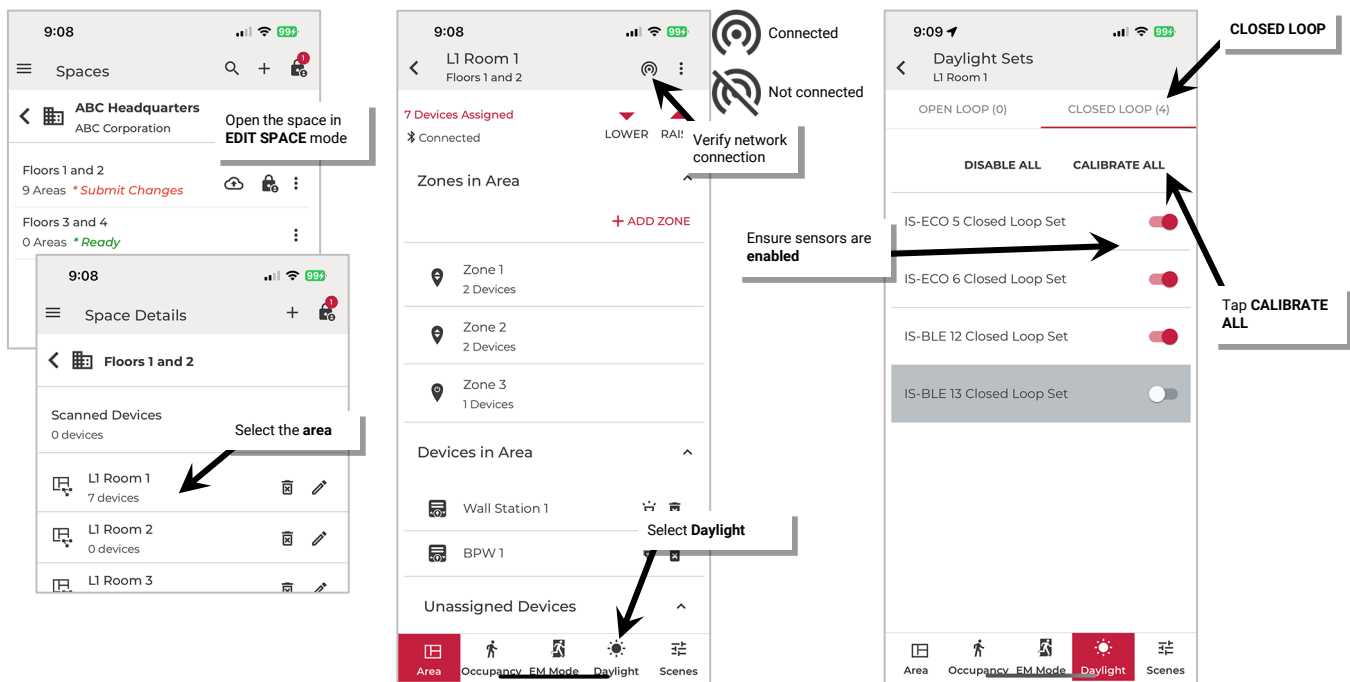 9:08
99
Spaces
1
ABC Headquarters
ABC Corporation
Open the space in
EDIT SPACE mode
Floors 1 and 2
9 Areas * Submit Changes
Floors 3 and 4
0 Areas * Ready
9:08
99
Space Details
1
Floors 1 and 2
Scanned Devices
0 devices
Select the area
L1 Room 1
7 devices
L1 Room 2
0 devices
L1 Room 3
9:08
99
L1 Room 1
Floors 1 and 2
Connected
Not connected
7 Devices Assigned
Connected
LOWER
Verify network
connection
Zones in Area
+ ADD ZONE
Zone 1
2 Devices
Zone 2
2 Devices
Zone 3
1 Devices
Devices in Area
Wall Station 1
Select Daylight
BPW 1
Unassigned Devices
Area Occupancy EM Mode Daylight Scenes
9:09
99
Daylight Sets
L1 Room 1
CLOSED LOOP
OPEN LOOP (0) CLOSED LOOP (4)
DISABLE ALL CALIBRATE ALL
IS-ECO 5 Closed Loop Set
Ensure sensors are
enabled
IS-ECO 6 Closed Loop Set
Tap CALIBRATE
ALL
IS-BLE 12 Closed Loop Set
IS-BLE 13 Closed Loop Set
Area Occupancy EM Mode Daylight Scenes